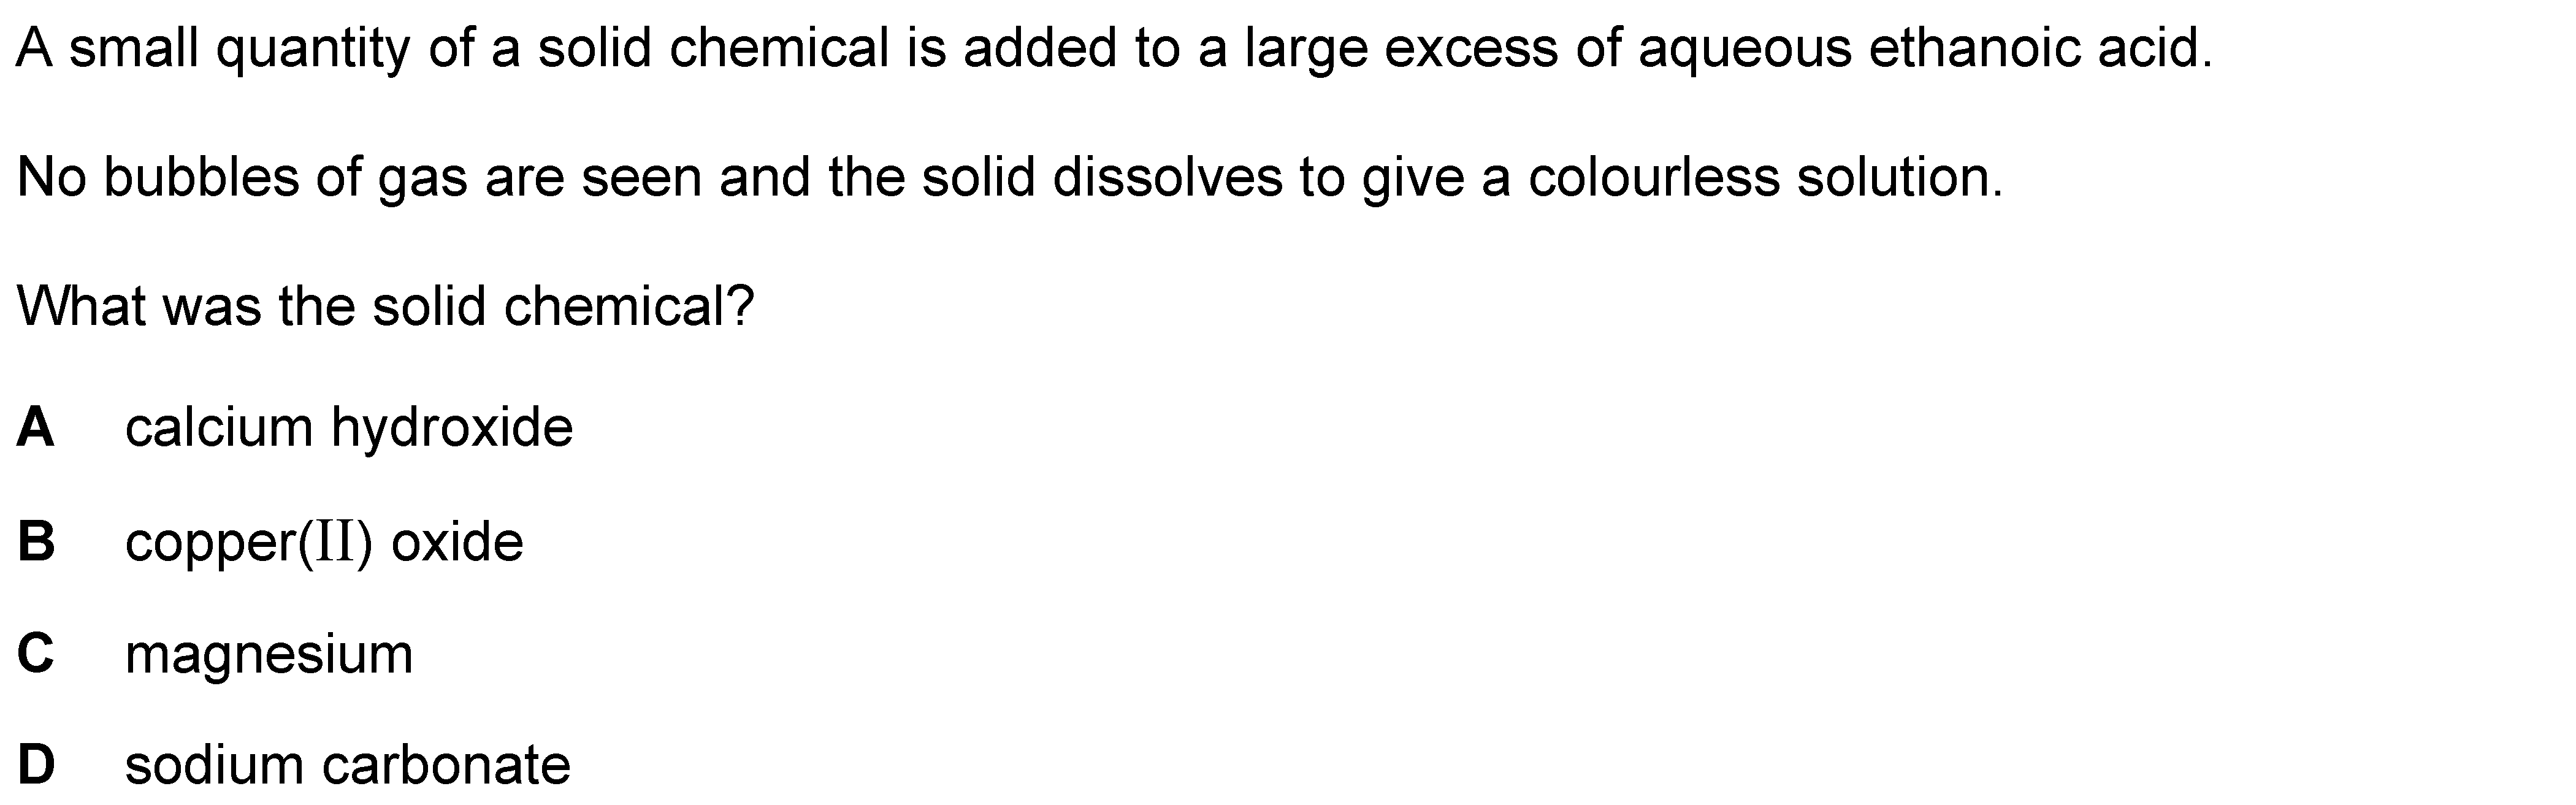 A small quantity of a solid chemical is added to a large excess of aqueous ethanoic acid.
No bubbles of gas are seen and the solid dissolves to give a colourless solution.
What was the solid chemical?
A calcium hydroxide
B copper(II) oxide
C magnesium
D sodium carbonate